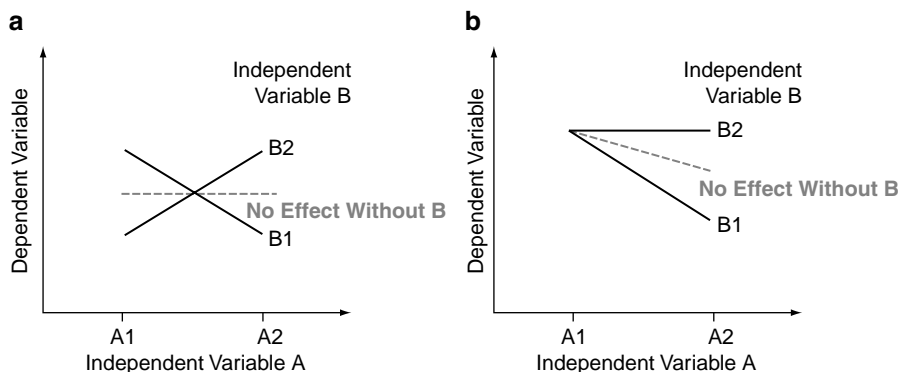 a
Dependent Variable
Independent
Variable B
B2
No Effect Without B
B1
A1
A2
Independent Variable A
b
Dependent Variable
Independent
Variable B
B2
No Effect Without B
B1
A1
A2
Independent Variable A